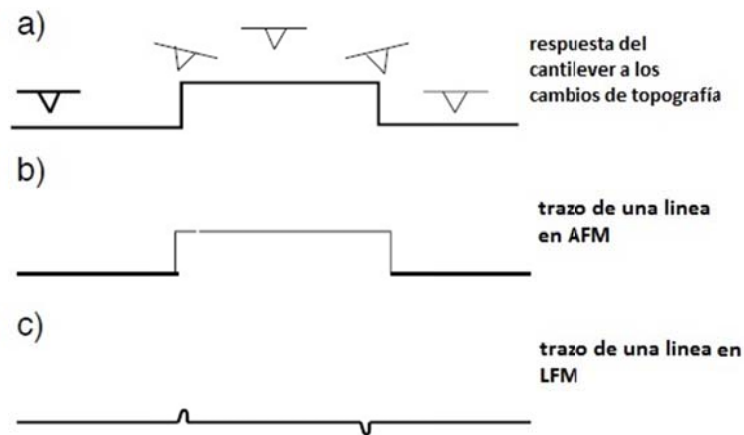 a)
respuesta del
cantilever a los
cambios de topografía
b)
trazo de una linea
en AFM
c)
trazo de una linea en
LFM